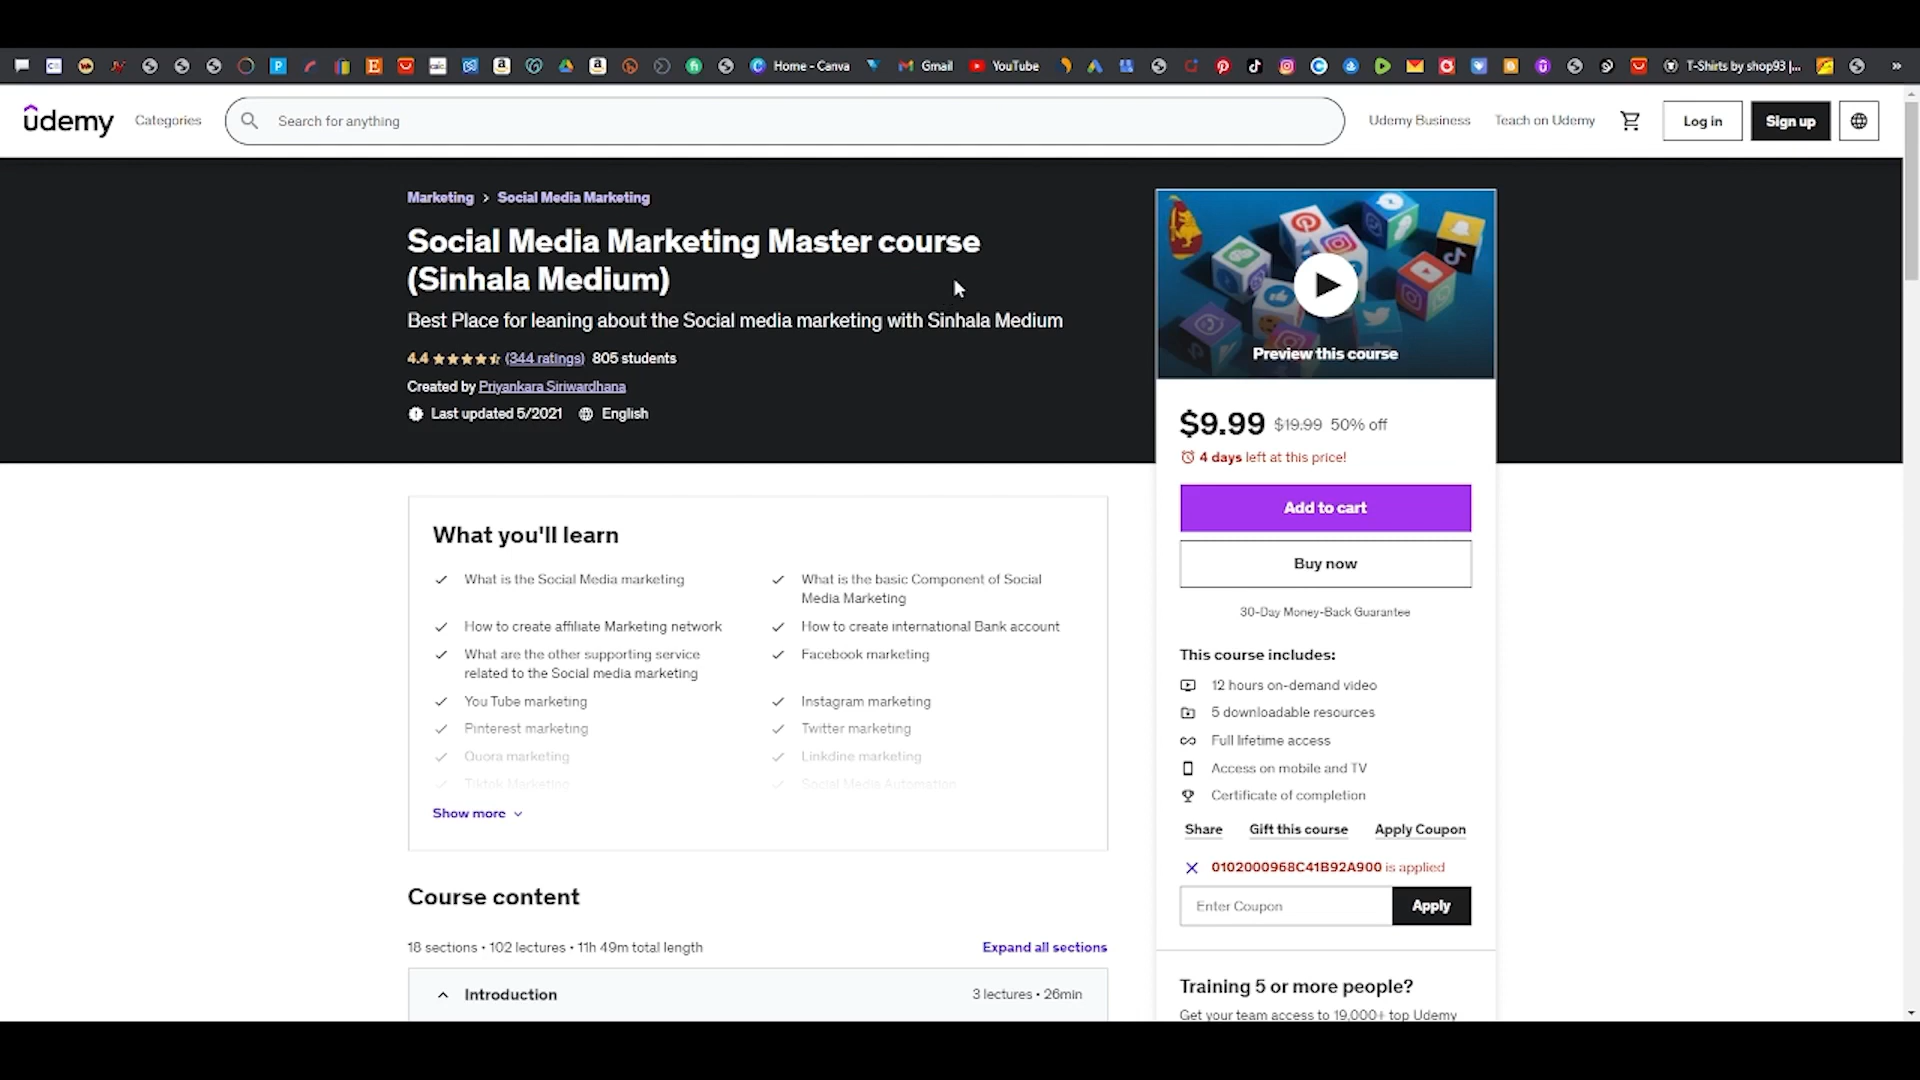 Home - Canva
Gmail
YouTube
T-Shirts by shop93 |...
»
ûdemy
Categories
Search for anything
Udemy Business
Teach on Udemy
Log in
Sign up
Marketing > Social Media Marketing
Social Media Marketing Master course
(Sinhala Medium)
Best Place for leaning about the Social media marketing with Sinhala Medium
4.4 (344 ratings) 805 students
Created by Priyankara Siriwardhana
Last updated 5/2021 English
Preview this course
$9.99 $19.99 50% off
4 days left at this price!
Add to cart
Buy now
30-Day Money-Back Guarantee
This course includes:
12 hours on-demand video
5 downloadable resources
Full lifetime access
Access on mobile and TV
Certificate of completion
Share Gift this course Apply Coupon
0102000968C41B92A900 is applied
Enter Coupon
Apply
Training 5 or more people?
Get your team access to 19,000+ top Udemy
What you'll learn
What is the Social Media marketing
What is the basic Component of Social
Media Marketing
How to create affiliate Marketing network
How to create international Bank account
What are the other supporting service
related to the Social media marketing
Facebook marketing
You Tube marketing
Instagram marketing
Pinterest marketing
Twitter marketing
Quora marketing
Linkdine marketing
Tiktok Marketing
Social Media Automation
Show more
Course content
18 sections • 102 lectures • 11h 49m total length
Expand all sections
Introduction
3 lectures • 26min